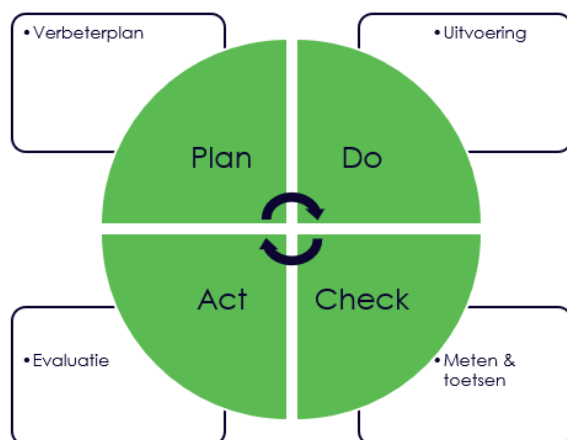 •Verbeterplan
•Uitvoering
Plan
Do
Act
Check
•Evaluatie
•Meten &
toetsen